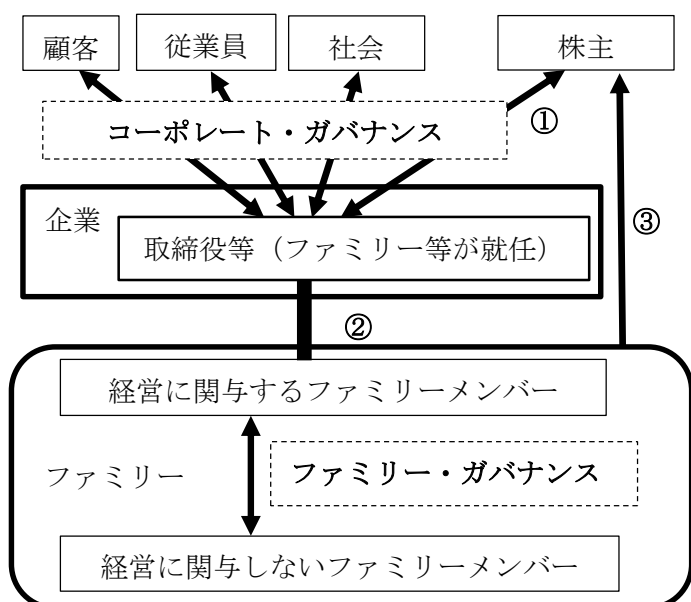 顧客
従業員
社会
株主
コーポレート・ガバナンス
①
企業
取締役等（ファミリー等が就任）
③
②
経営に関与するファミリーメンバー
ファミリー
ファミリー・ガバナンス
経営に関与しないファミリーメンバー